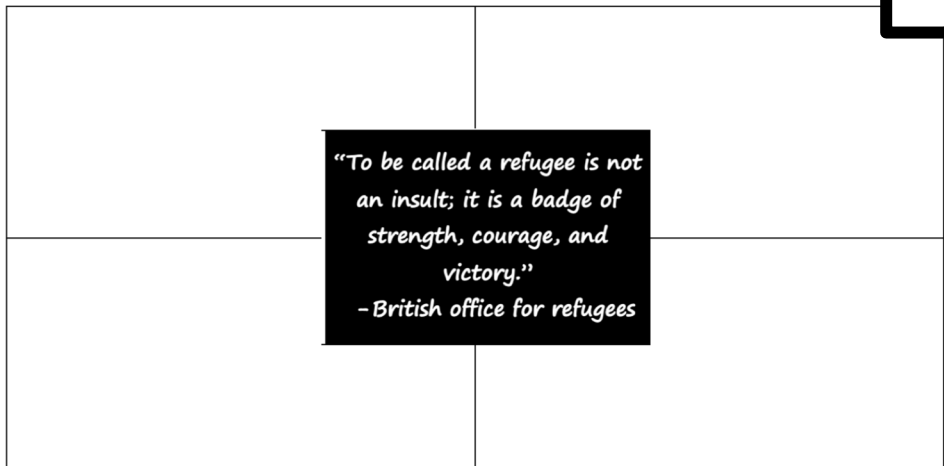 “To be called a refugee is not
an insult; it is a badge of
strength, courage, and
victory.”
-British office for refugees